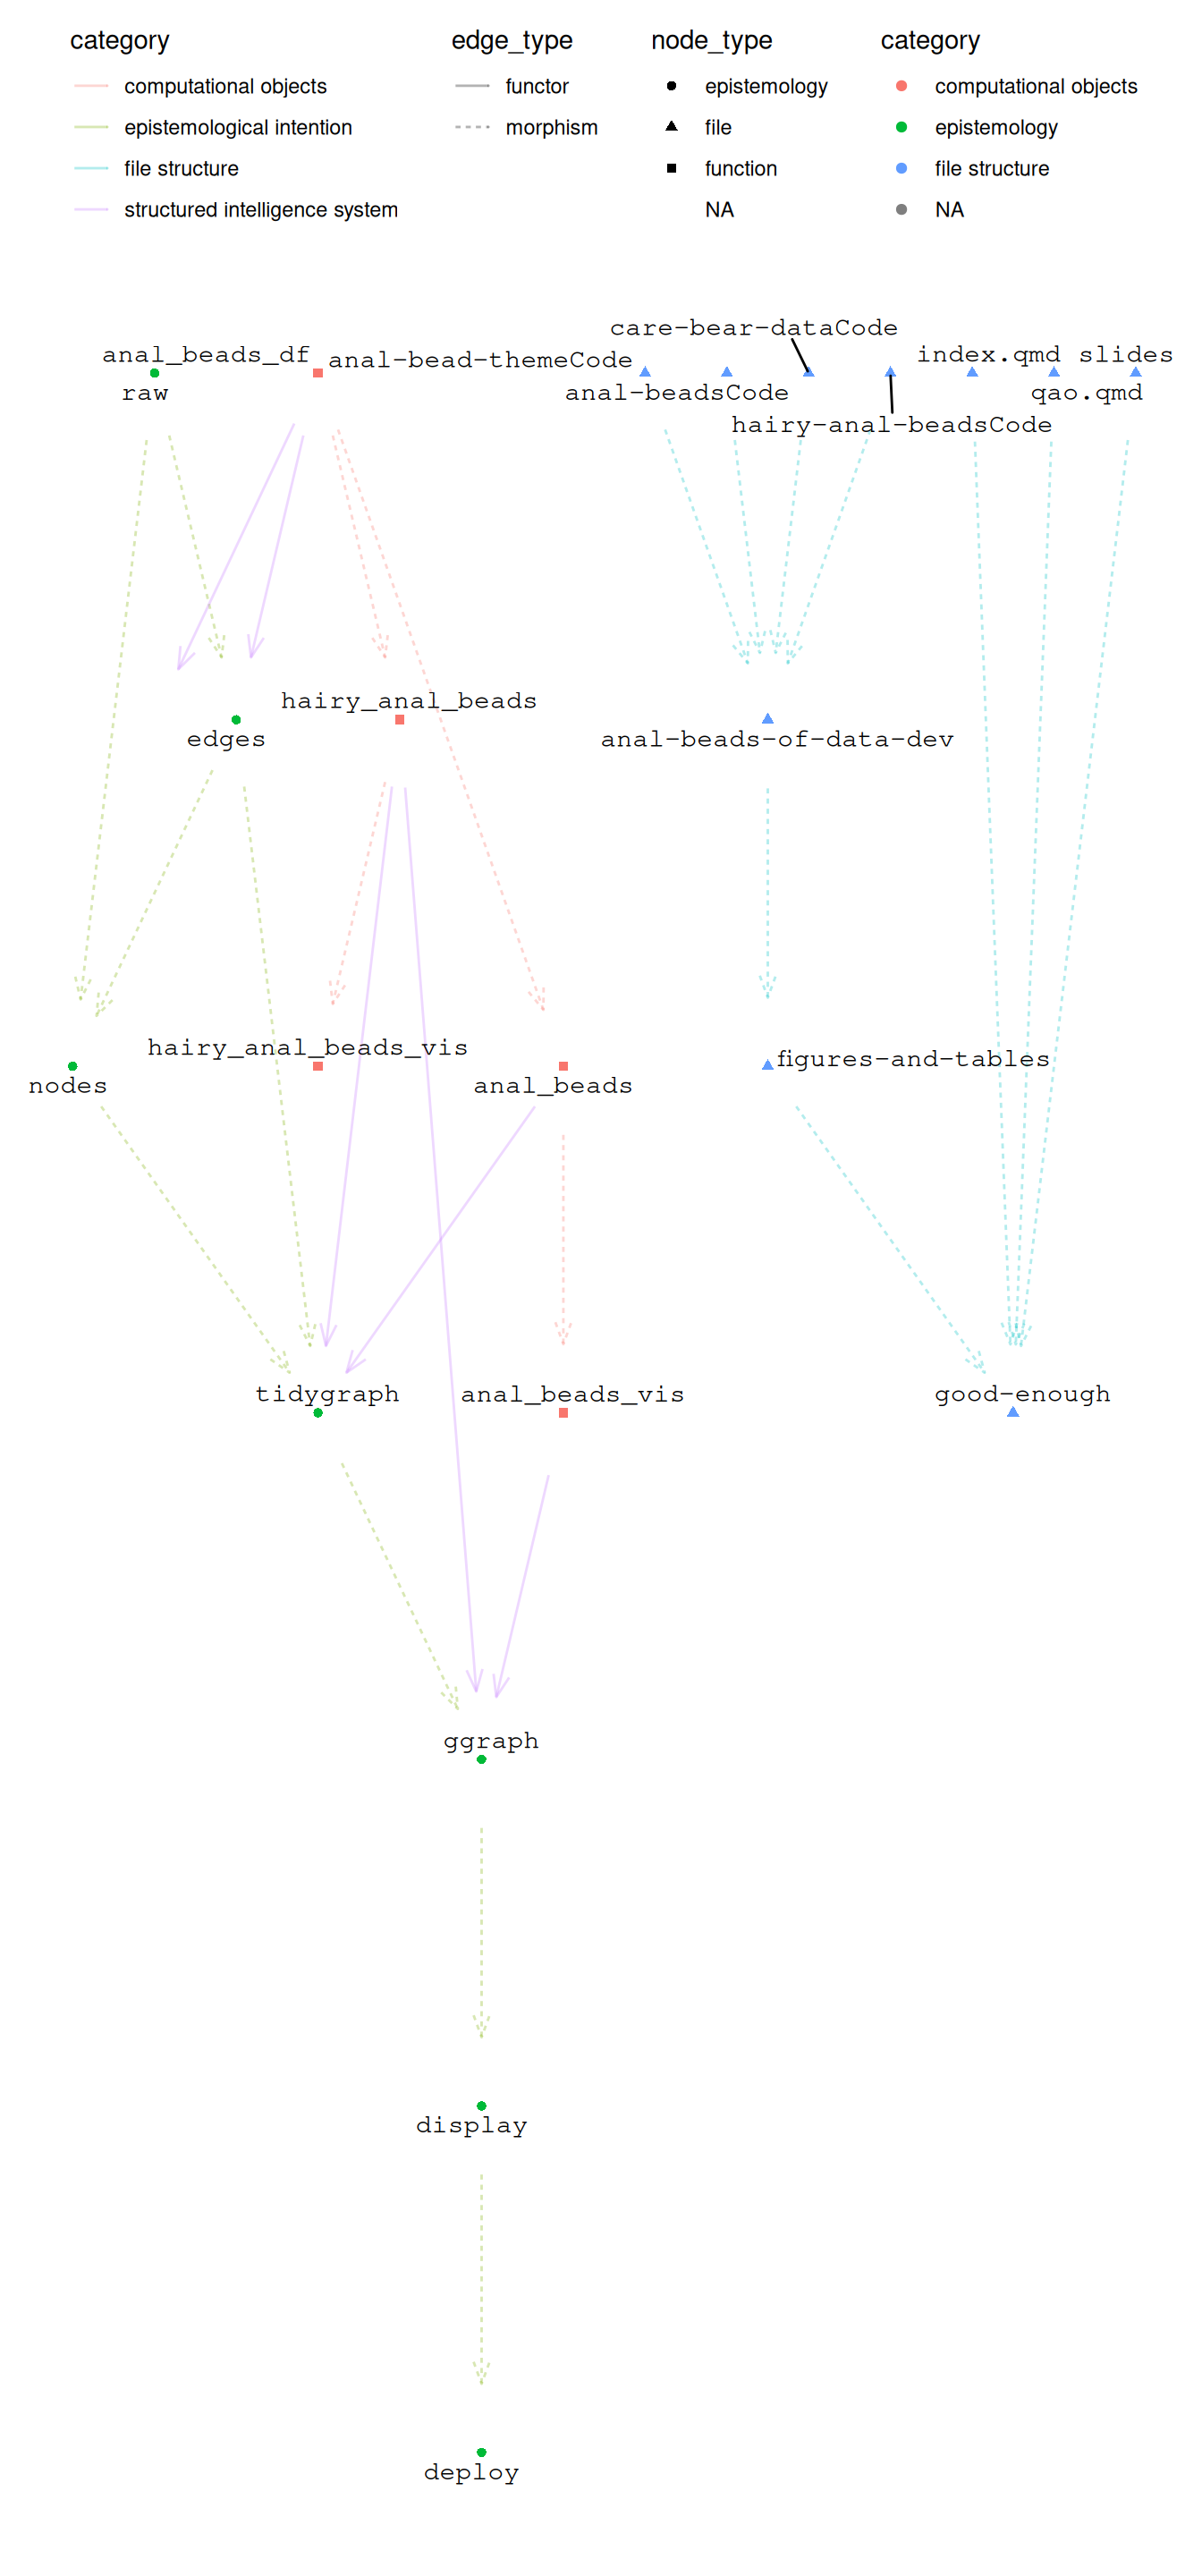 category
computational objects
epistemological intention
file structure
structured intelligence system
edge_type
functor
morphism
node_type
epistemology
file
function
NA
category
computational objects
epistemology
file structure
NA
care-bear-dataCode
anal_beads_df
anal-bead-themeCode
index.qmd
slides
raw
anal-beadsCode
qao.qmd
hairy-anal-beadsCode
hairy_anal_beads
edges
anal-beads-of-data-dev
hairy_anal_beads_vis
figures-and-tables
nodes
anal_beads
tidygraph
anal_beads_vis
good-enough
ggraph
display
deploy